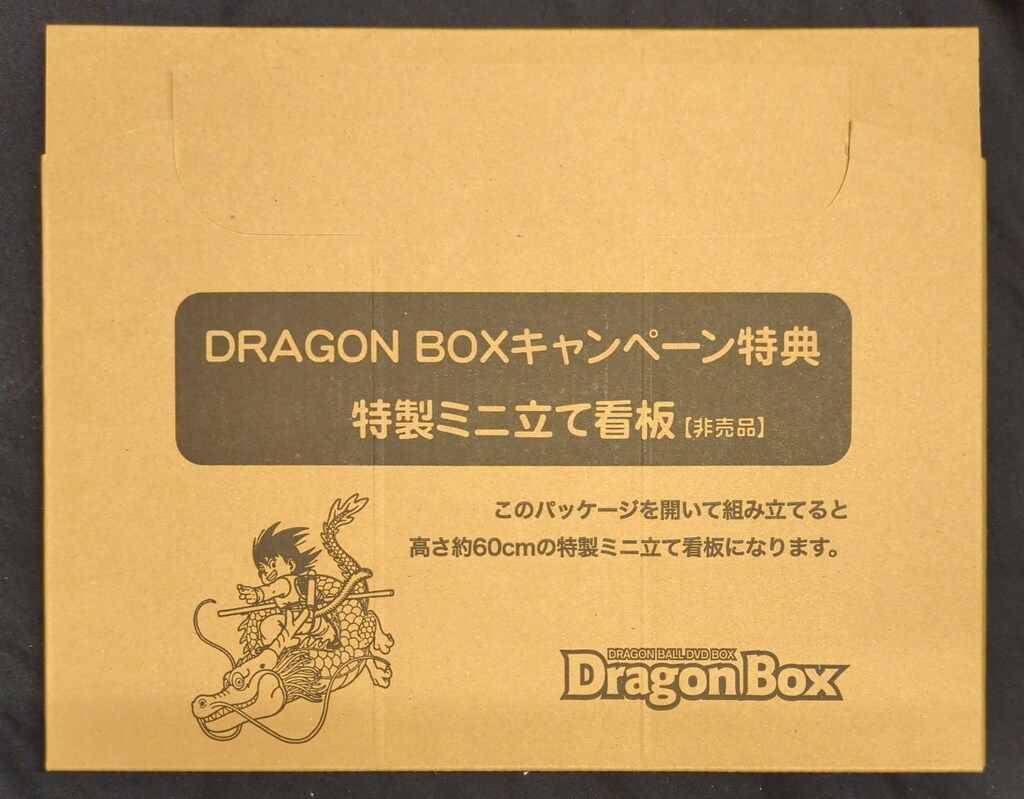 DRAGON BOXキャンペーン特典
特製ミニ立て看板【非売品】
このパッケージを開いて組み立てると
高さ約60cmの特製ミニ立て看板になります。
DRAGON BALL DVD BOX
Dragon Box